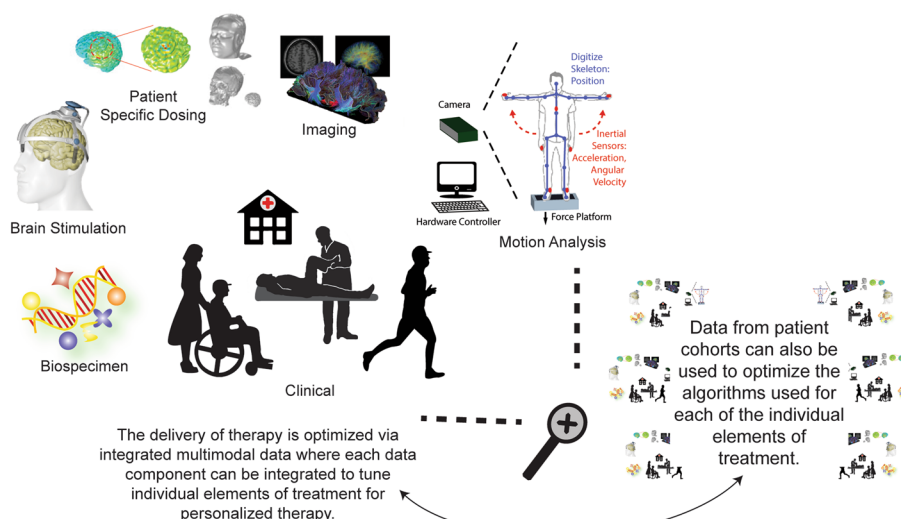 Patient
Specific Dosing
Imaging
Brain Stimulation
Biospecimen
Clinical
Camera
Hardware Controller
Digitize
Skeleton:
Position
Inertial
Sensors:
Acceleration,
Angular
Velocity
Force Platform
Motion Analysis
The delivery of therapy is optimized via
integrated multimodal data where each data
component can be integrated to tune
individual elements of treatment for
personalized therapy.
Data from patient
cohorts can also be
used to optimize the
algorithms used for
each of the individual
elements of
treatment.